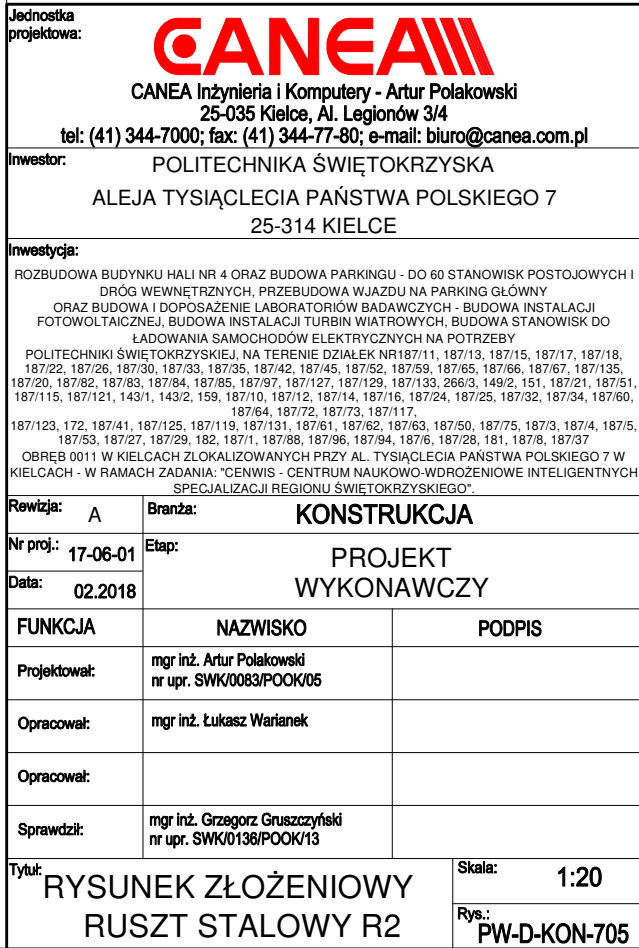 Jednostka
projektowa:
CANEA
CANEA Inżynieria i Komputery - Artur Polakowski
25-035 Kielce, Al. Legionów 3/4
tel: (41) 344-7000; fax: (41) 344-77-80; e-mail: biuro@canea.com.pl
Inwestor:
POLITECHNIKA ŚWIĘTOKRZYSKA
ALEJA TYSIĄCLECIA PAŃSTWA POLSKIEGO 7
25-314 KIELCE
Inwestycja:
ROZBUDOWA BUDYNKU HALI NR 4 ORAZ BUDOWA PARKINGU - DO 60 STANOWISK POSTOJOWYCH I
DRÓG WEWNĘTRZNYCH, PRZEBUDOWA WJAZDU NA PARKING GŁÓWNY
ORAZ BUDOWA I DOPOSAŻENIE LABORATORIÓW BADAWCZYCH - BUDOWA INSTALACJI
FOTOWOLTAICZNEJ, BUDOWA INSTALACJI TURBIN WIATROWYCH, BUDOWA STANOWISK DO
ŁADOWANIA SAMOCHODÓW ELEKTRYCZNYCH NA POTRZEBY
POLITECHNIKI ŚWIĘTOKRZYSKIEJ, NA TERENIE DZIAŁEK NR187/11, 187/13, 187/15, 187/17, 187/18,
187/22, 187/26, 187/30, 187/33, 187/35, 187/42, 187/45, 187/52, 187/59, 187/65, 187/66, 187/67, 187/135,
187/20, 187/82, 187/83, 187/84, 187/85, 187/97, 187/127, 187/129, 187/133, 266/3, 149/2, 151, 187/21, 187/51,
187/115, 187/121, 143/1, 143/2, 159, 187/10, 187/12, 187/14, 187/16, 187/24, 187/25, 187/32, 187/34, 187/60,
187/64, 187/72, 187/73, 187/117,
187/123, 172, 187/41, 187/125, 187/119, 187/131, 187/61, 187/62, 187/63, 187/50, 187/75, 187/3, 187/4, 187/5,
187/53, 187/27, 187/29, 182, 187/1, 187/88, 187/96, 187/94, 187/6, 187/28, 181, 187/8, 187/37
OBRĘB 0011 W KIELCACH ZLOKALIZOWANYCH PRZY AL. TYSIĄCLECIA PAŃSTWA POLSKIEGO 7 W
KIELCACH - W RAMACH ZADANIA: "CENWIS - CENTRUM NAUKOWO-WDROŻENIOWE INTELIGENTNYCH
SPECJALIZACJI REGIONU ŚWIĘTOKRZYSKIEGO".
Rewizja: A Branża: KONSTRUKCJA
Nr proj.: 17-06-01 Etap: PROJEKT
Data: 02.2018 WYKONAWCZY
FUNKCJA NAZWISKO PODPIS
Projektował: mgr inż. Artur Polakowski
nr upr. SWK/0083/POOK/05
Opracował: mgr inż. Łukasz Warianek
Opracował:
Sprawdził: mgr inż. Grzegorz Gruszczyński
nr upr. SWK/0136/POOK/13
Tytuł: RYSUNEK ZŁOŻENIOWY
RUSZT STALOWY R2
Skala: 1:20
Rys.: PW-D-KON-705